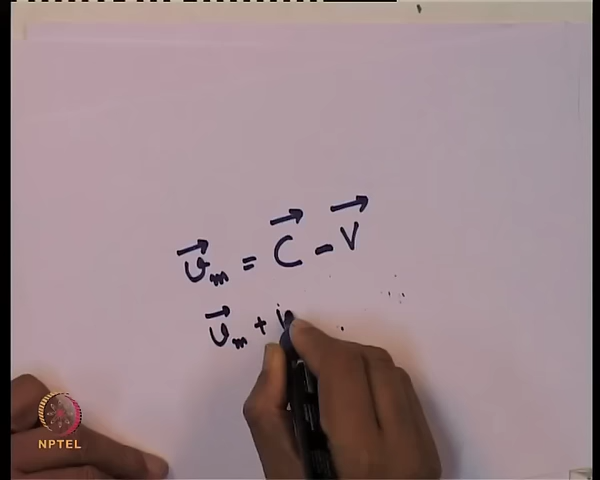 v⃗m = C⃗ - V⃗
v⃗m +
NPTEL